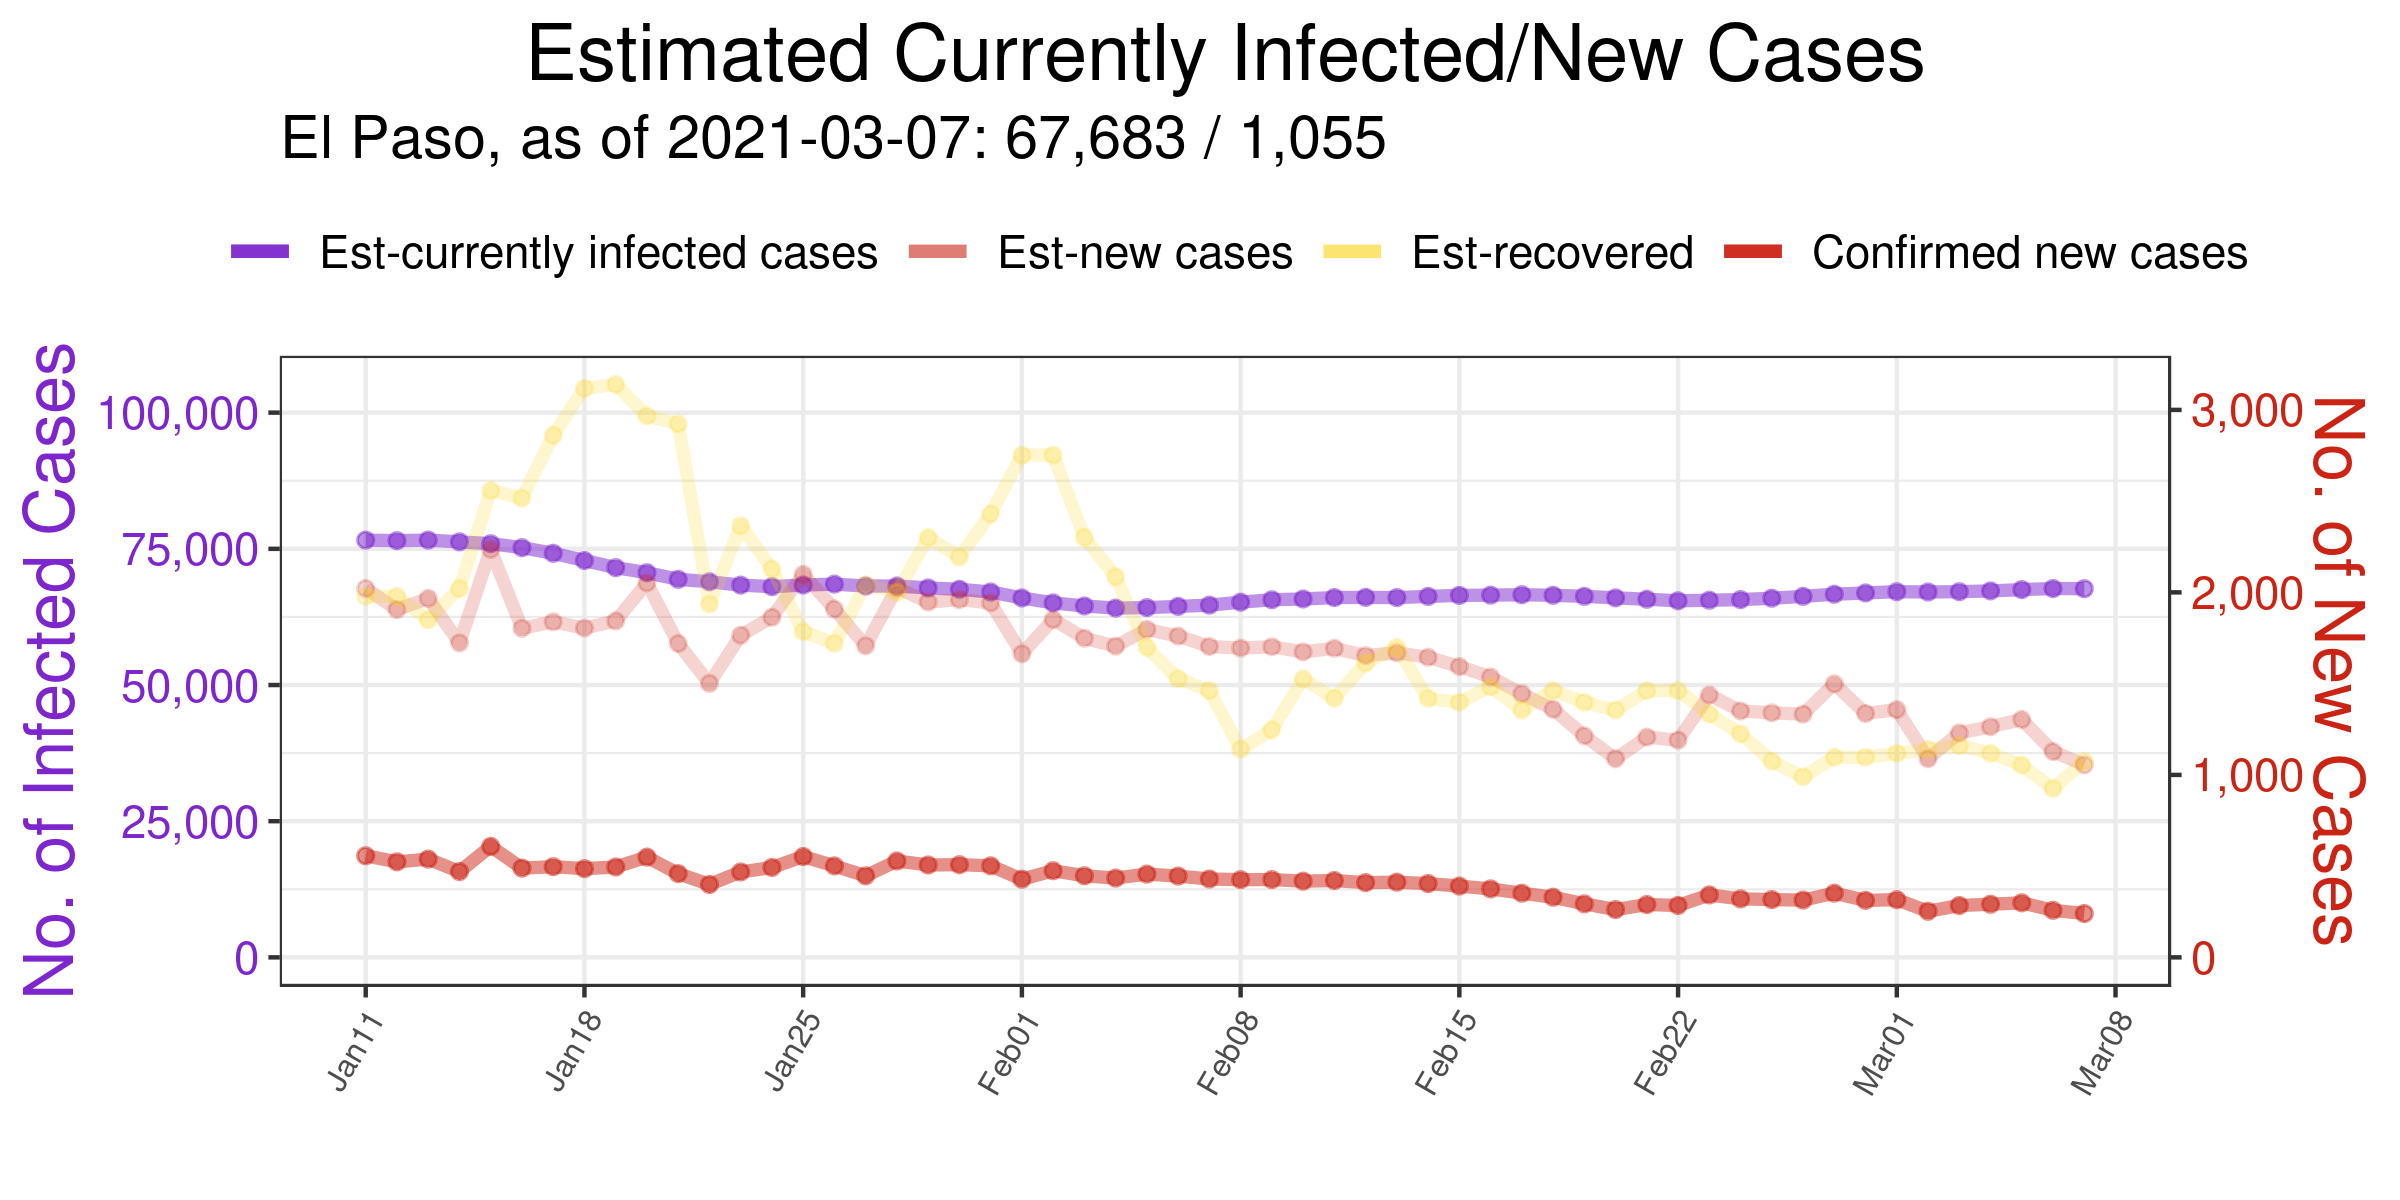 Estimated Currently Infected/New Cases
El Paso, as of 2021-03-07: 67,683 / 1,055
Est-currently infected cases Est-new cases Est-recovered Confirmed new cases
No. of Infected Cases
100,000
75,000
50,000
25,000
0
3,000
2,000
1,000
0
No. of New Cases
Jan11 Jan18 Jan25 Feb01 Feb08 Feb15 Feb22 Mar01 Mar08